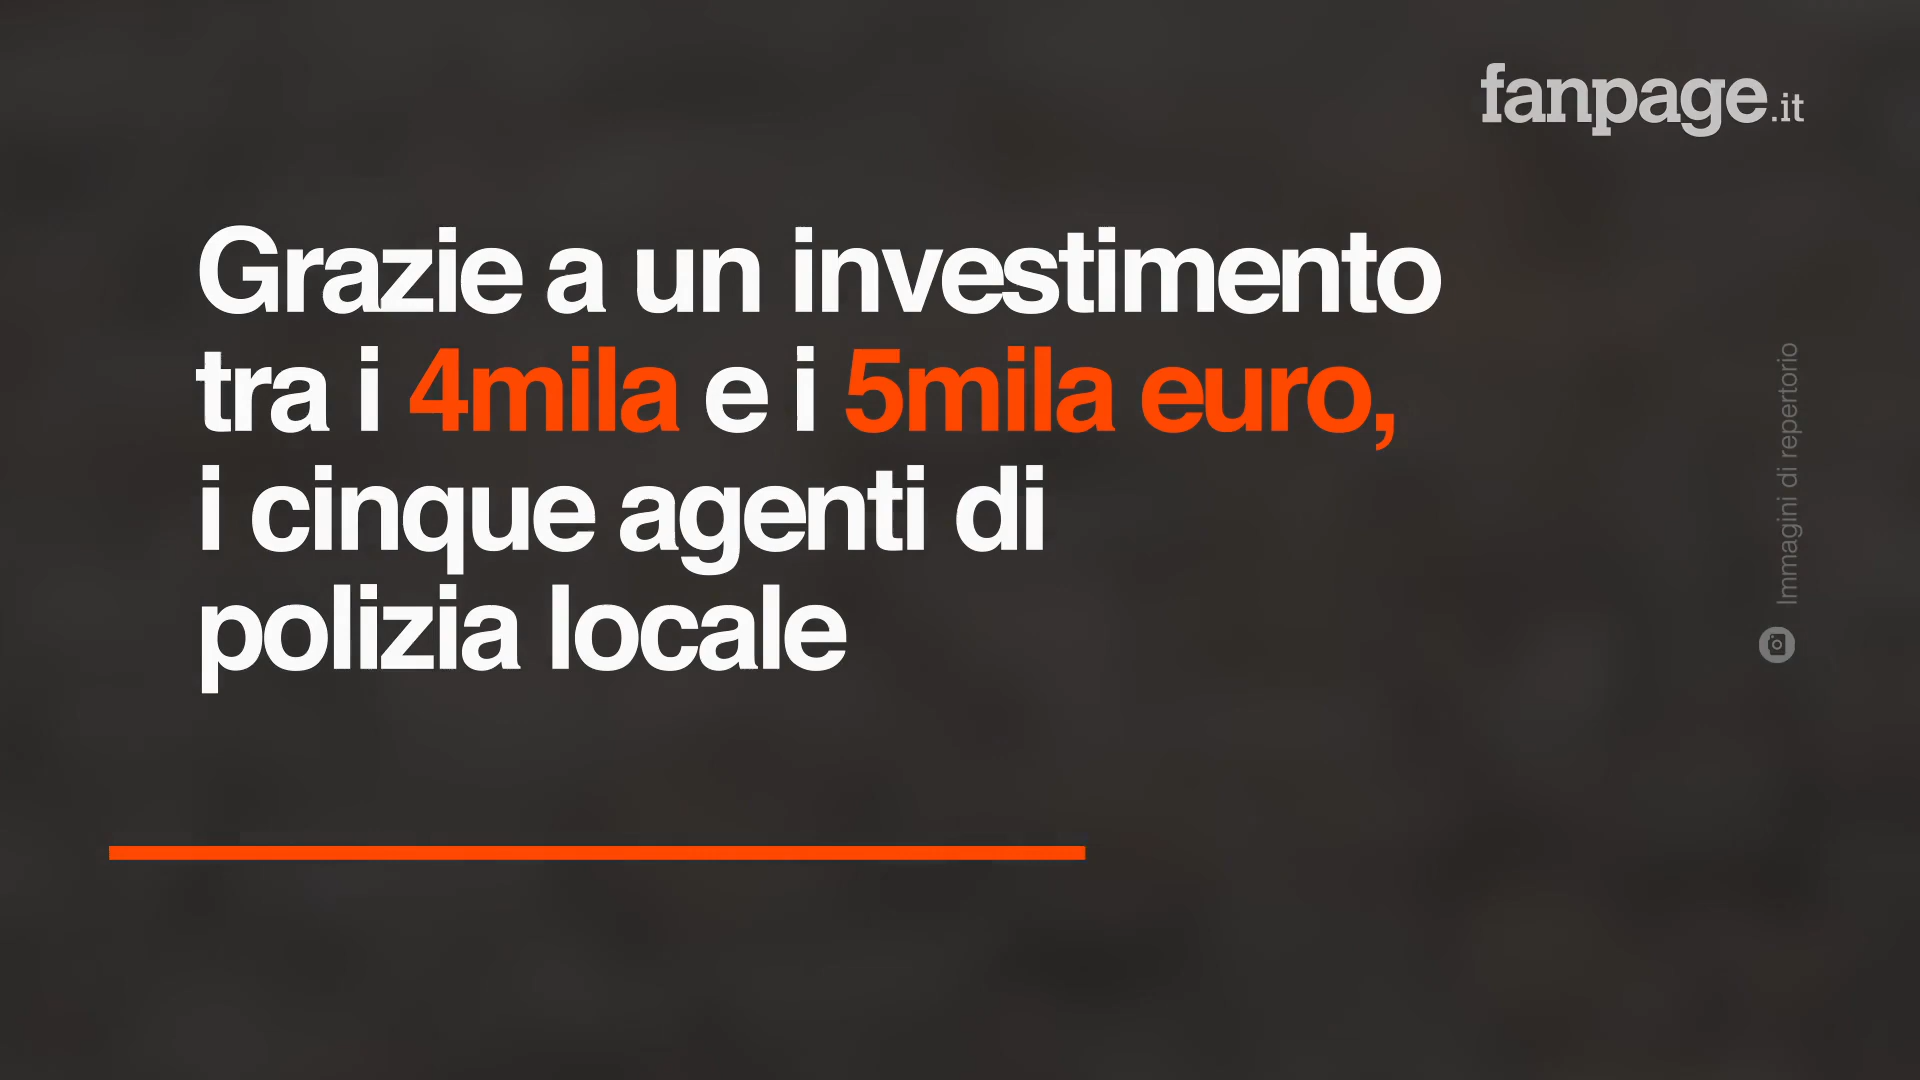 fanpage.it
Grazie a un investimento
tra i 4mila e i 5mila euro,
i cinque agenti di
polizia locale
Immagini di repertorio